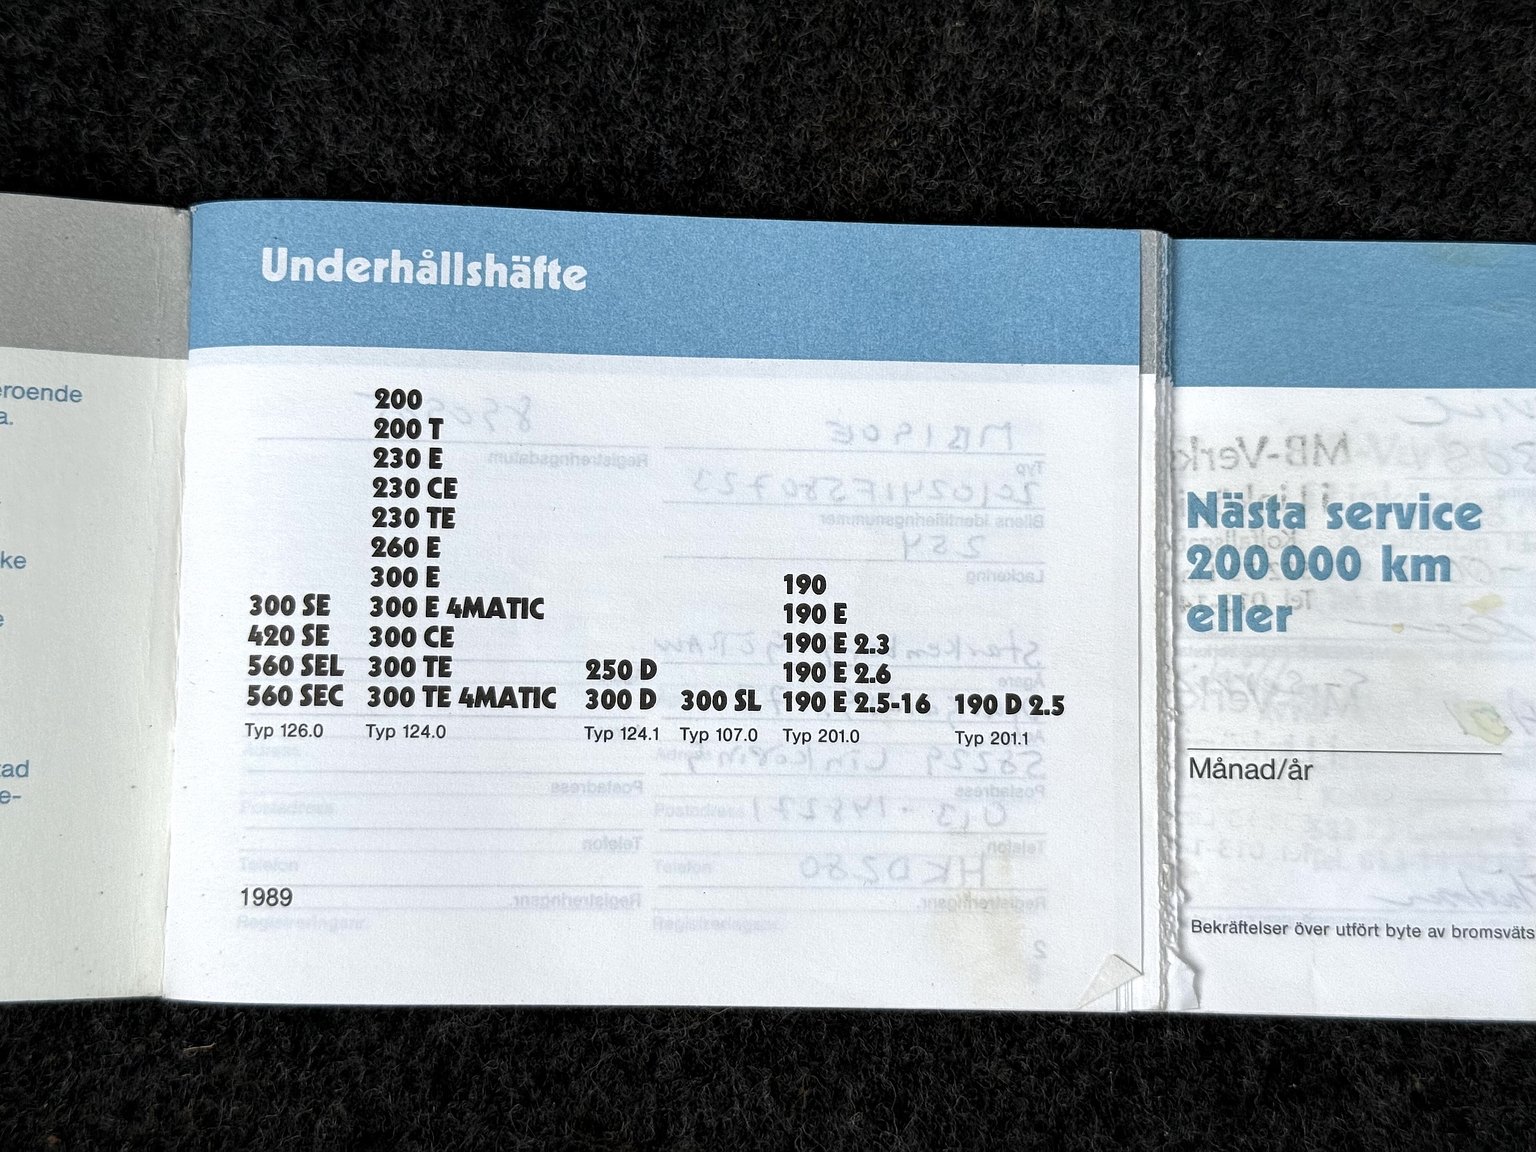 eroende
a.
ke
e
tad
e-
Underhållshäfte
300 SE
420 SE
560 SEL
560 SEC
Typ 126.0
200
200 T
230 E
230 CE
230 TE
260 E
300 E
300 E 4MATIC
300 CE
300 TE
300 TE 4MATIC
Typ 124.0
250 D
300 D
Typ 124.1
300 SL
Typ 107.0
190
190 E
190 E 2.3
190 E 2.6
190 E 2.5-16
Typ 201.0
190 D 2.5
Typ 201.1
1989
Nästa service
200 000 km
eller
Månad/år
Bekräftelser över utfört byte av bromsväts